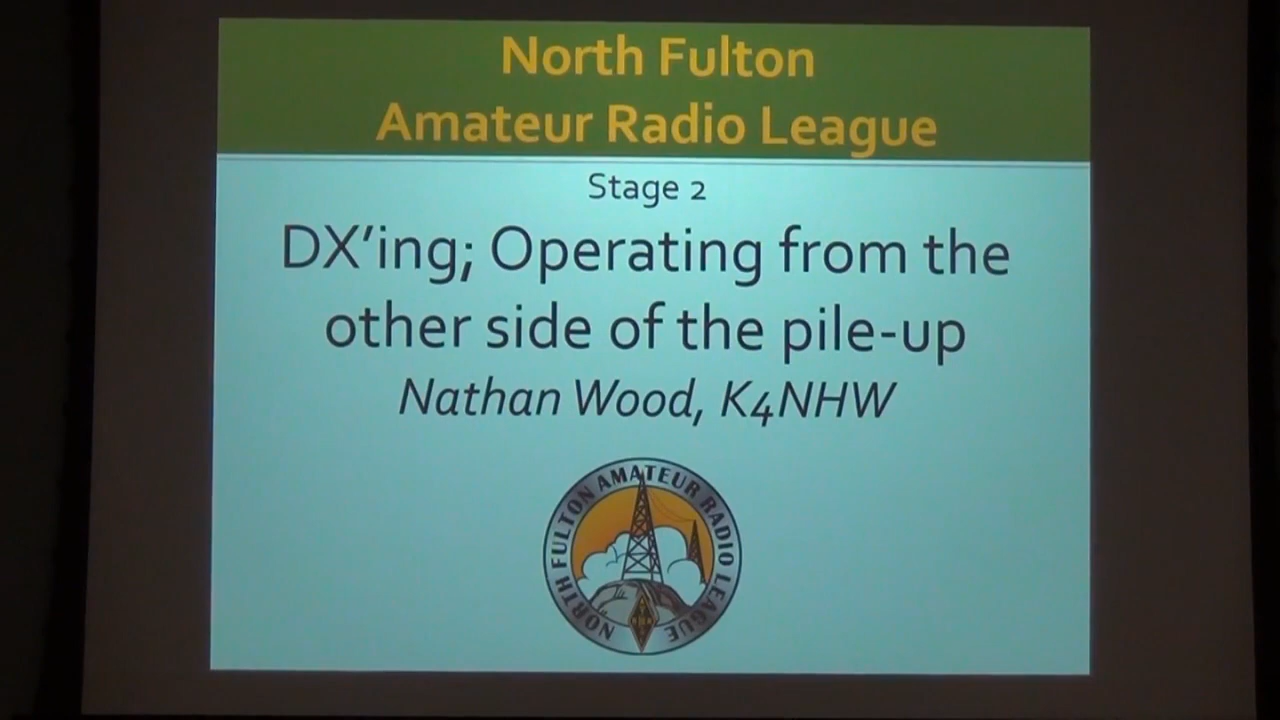 North Fulton
Amateur Radio League
Stage 2
DX'ing; Operating from the
other side of the pile-up
Nathan Wood, K4NHW
NORTH FULTON AMATEUR RADIO LEAGUE